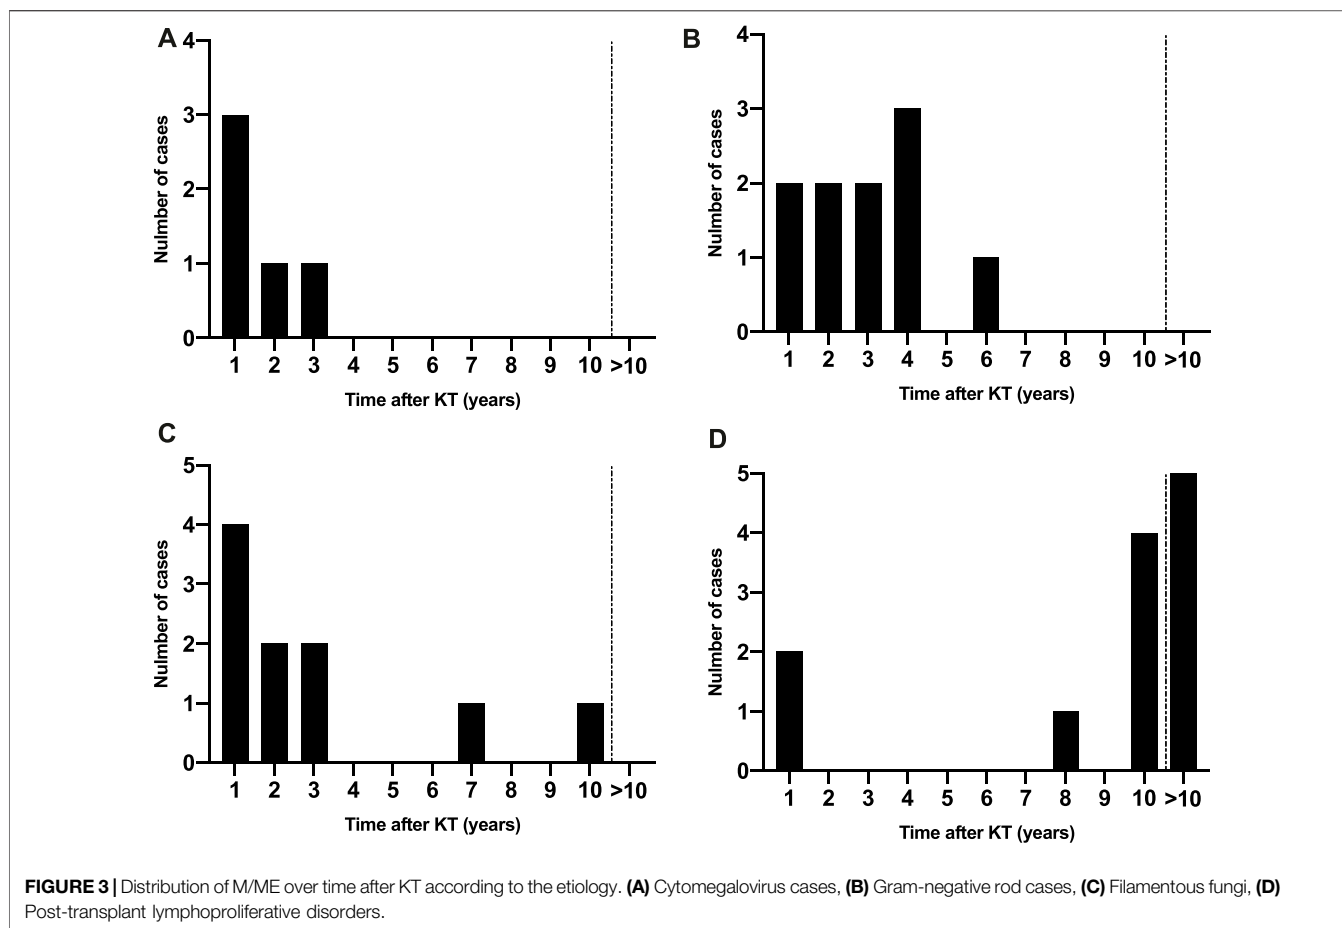 A
4
3
2
1
0
Nulmber of cases
1 2 3 4 5 6 7 8 9 10 >10
Time after KT (years)
B
4
3
2
1
0
Nulmber of cases
1 2 3 4 5 6 7 8 9 10 >10
Time after KT (years)
C
5
4
3
2
1
0
Nulmber of cases
1 2 3 4 5 6 7 8 9 10 >10
Time after KT (years)
D
5
4
3
2
1
0
Nulmber of cases
1 2 3 4 5 6 7 8 9 10 >10
Time after KT (years)
FIGURE 3 | Distribution of M/ME over time after KT according to the etiology. (A) Cytomegalovirus cases, (B) Gram-negative rod cases, (C) Filamentous fungi, (D)
Post-transplant lymphoproliferative disorders.